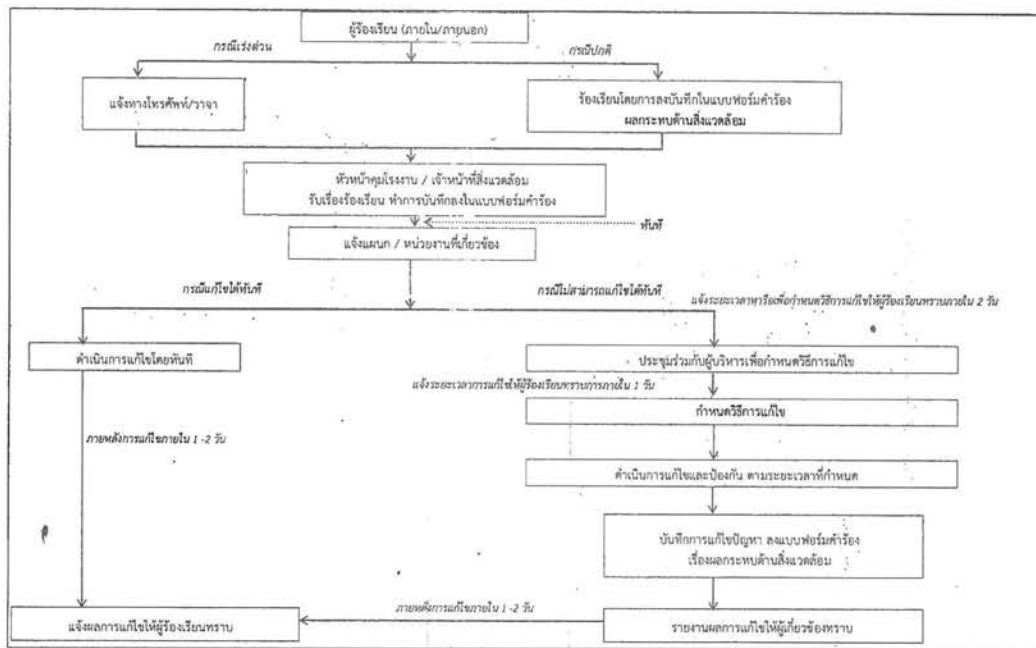 ผู้ร้องเรียน (ภายใน/ภายนอก)
กรณีเร่งด่วน
กรณีปกติ
แจ้งทางโทรศัพท์/วาจา
ร้องเรียนโดยการลงบันทึกในแบบฟอร์มคำร้อง
ผลกระทบด้านสิ่งแวดล้อม
หัวหน้าคุมโรงงาน / เจ้าหน้าที่สิ่งแวดล้อม
รับเรื่องร้องเรียน ทำการบันทึกลงในแบบฟอร์มคำร้อง
ทันที
แจ้งแผนก / หน่วยงานที่เกี่ยวข้อง
กรณีแก้ไขได้ทันที
กรณีไม่สามารถแก้ไขได้ทันที
แจ้งระยะเวลาหารือเพื่อกำหนดวิธีการแก้ไขให้ผู้ร้องเรียนทราบภายใน 2 วัน
ดำเนินการแก้ไขโดยทันที
ประชุมร่วมกับผู้บริหารเพื่อกำหนดวิธีการแก้ไข
แจ้งระยะเวลาการแก้ไขให้ผู้ร้องเรียนทราบการภายใน 1 วัน
กำหนดวิธีการแก้ไข
ภายหลังการแก้ไขภายใน 1 -2 วัน
ดำเนินการแก้ไขและป้องกัน ตามระยะเวลาที่กำหนด
บันทึกการแก้ไขปัญหา ลงแบบฟอร์มคำร้อง
เรื่องผลกระทบด้านสิ่งแวดล้อม
ภายหลังการแก้ไขภายใน 1 -2 วัน
แจ้งผลการแก้ไขให้ผู้ร้องเรียนทราบ
รายงานผลการแก้ไขให้ผู้เกี่ยวข้องทราบ